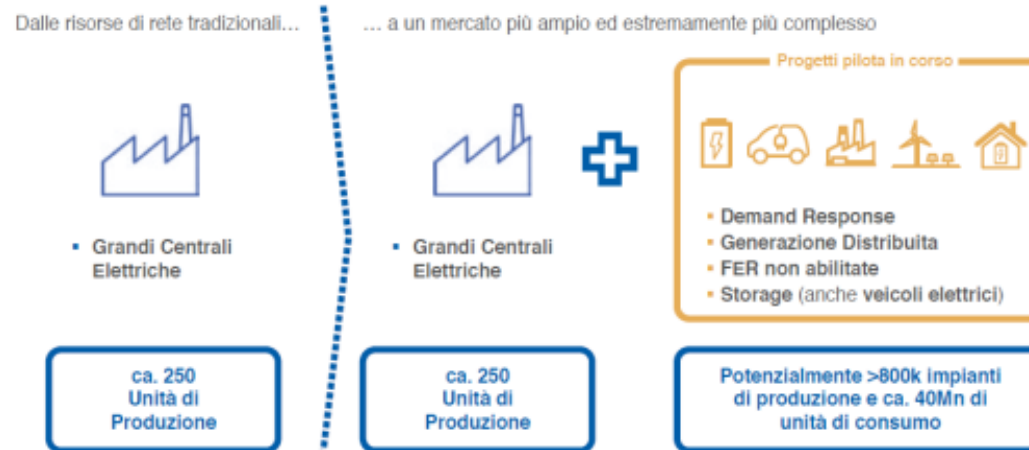 Dalle risorse di rete tradizionali…
… a un mercato più ampio ed estremamente più complesso
Progetti pilota in corso
▪ Grandi Centrali
Elettriche
▪ Grandi Centrali
Elettriche
▪ Demand Response
▪ Generazione Distribuita
▪ FER non abilitate
▪ Storage (anche veicoli elettrici)
ca. 250
Unità di
Produzione
ca. 250
Unità di
Produzione
Potenzialmente >800k impianti
di produzione e ca. 40Mn di
unità di consumo